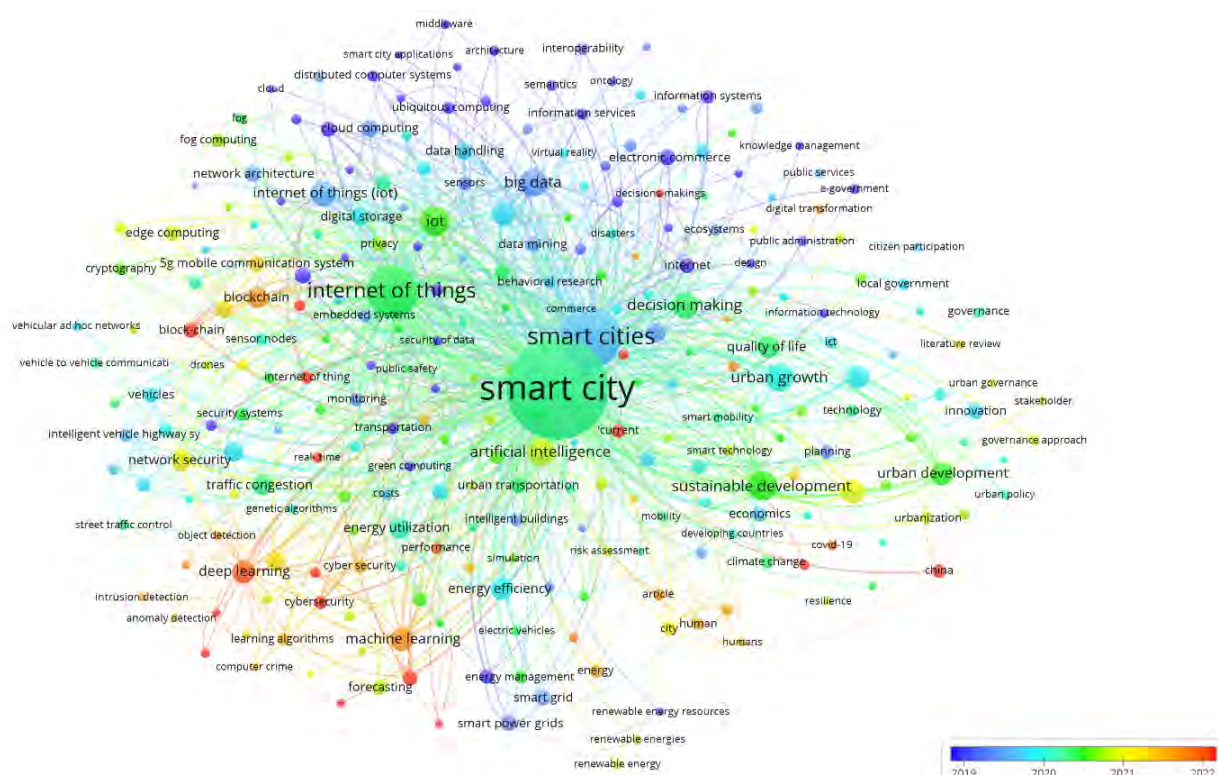 middleware
smart city applications
architecture
interoperability
distributed computer systems
semantics
ontology
cloud
information systems
ubiquitous computing
information services
fog
cloud computing
fog computing
data handling
virtual reality
electronic commerce
knowledge management
network architecture
sensors
big data
public services
internet of things (iot)
decisions makings
e-government
digital storage
iot
digital transformation
edge computing
disasters
ecosystems
privacy
data mining
public administration
citizen participation
cryptography
5g mobile communication system
internet
design
behavioral research
local government
blockchain
internet of things
decision making
embedded systems
commerce
information technology
governance
vehicular ad hoc networks
block-chain
sensor nodes
security of data
smart cities
quality of life
ict
literature review
vehicle to vehicle communicati
drones
public safety
internet of thing
urban growth
smart city
urban governance
vehicles
monitoring
stakeholder
security systems
smart mobility
technology
innovation
transportation
'current
intelligent vehicle highway sy
governance approach
network security
real-time
artificial intelligence
smart technology
planning
green computing
traffic congestion
urban transportation
sustainable development
urban development
costs
urban policy
genetic algorithms
street traffic control
energy utilization
intelligent buildings
mobility
economics
urbanization
object detection
developing countries
performance
risk assessment
covid-19
simulation
climate change
deep learning
cyber security
china
energy efficiency
intrusion detection
cybersecurity
article
resilience
anomaly detection
electric vehicles
city
human
learning algorithms
machine learning
humans
computer crime
energy management
energy
forecasting
smart grid
renewable energy resources
smart power grids
renewable energies
renewable energy
2019
2020
2021
2022